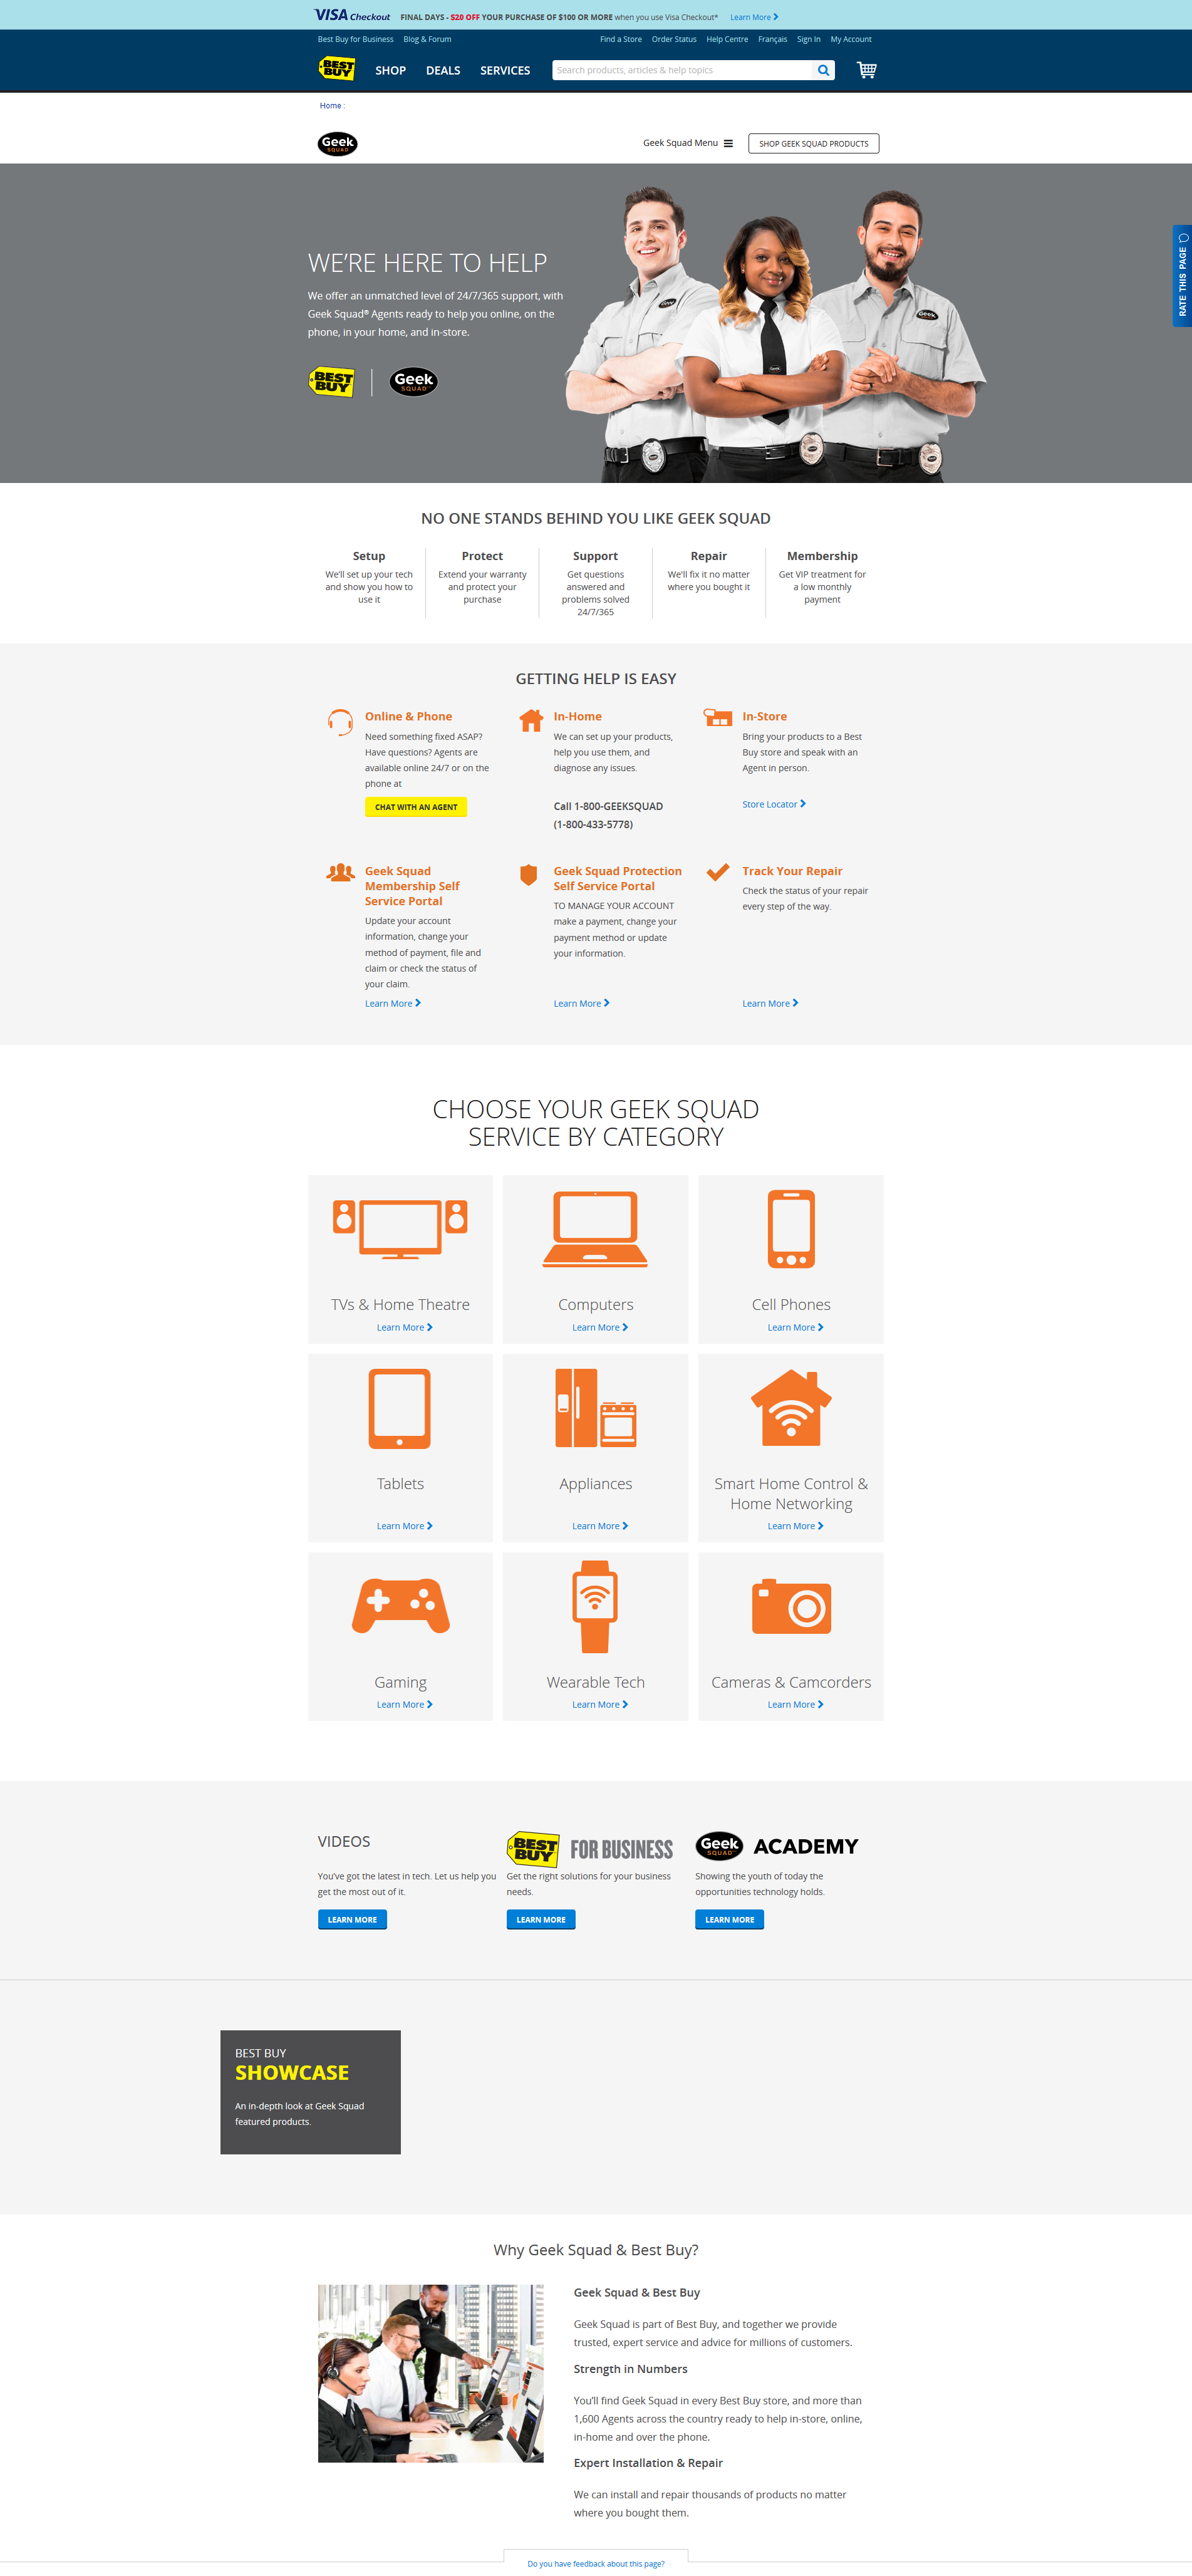 VISA Checkout FINAL DAYS - $20 OFF YOUR PURCHASE OF $100 OR MORE when you use Visa Checkout* Learn More
Best Buy for Business Blog & Forum Find a Store Order Status Help Centre Français Sign In My Account
BEST BUY SHOP DEALS SERVICES Search products, articles & help topics
Home :
Geek SQUAD Geek Squad Menu SHOP GEEK SQUAD PRODUCTS
RATE THIS PAGE
WE'RE HERE TO HELP
We offer an unmatched level of 24/7/365 support, with
Geek Squad® Agents ready to help you online, on the
phone, in your home, and in-store.
BEST BUY Geek SQUAD
NO ONE STANDS BEHIND YOU LIKE GEEK SQUAD
Setup
We'll set up your tech
and show you how to
use it
Protect
Extend your warranty
and protect your
purchase
Support
Get questions
answered and
problems solved
24/7/365
Repair
We'll fix it no matter
where you bought it
Membership
Get VIP treatment for
a low monthly
payment
GETTING HELP IS EASY
Online & Phone
Need something fixed ASAP?
Have questions? Agents are
available online 24/7 or on the
phone at
CHAT WITH AN AGENT
In-Home
We can set up your products,
help you use them, and
diagnose any issues.
Call 1-800-GEEKSQUAD
(1-800-433-5778)
In-Store
Bring your products to a Best
Buy store and speak with an
Agent in person.
Store Locator
Geek Squad
Membership Self
Service Portal
Update your account
information, change your
method of payment, file and
claim or check the status of
your claim.
Learn More
Geek Squad Protection
Self Service Portal
TO MANAGE YOUR ACCOUNT
make a payment, change your
payment method or update
your information.
Learn More
Track Your Repair
Check the status of your repair
every step of the way.
Learn More
CHOOSE YOUR GEEK SQUAD
SERVICE BY CATEGORY
TVs & Home Theatre
Learn More
Computers
Learn More
Cell Phones
Learn More
Tablets
Learn More
Appliances
Learn More
Smart Home Control &
Home Networking
Learn More
Gaming
Learn More
Wearable Tech
Learn More
Cameras & Camcorders
Learn More
VIDEOS
You've got the latest in tech. Let us help you
get the most out of it.
LEARN MORE
BEST BUY FOR BUSINESS
Get the right solutions for your business
needs.
LEARN MORE
Geek SQUAD ACADEMY
Showing the youth of today the
opportunities technology holds.
LEARN MORE
BEST BUY
SHOWCASE
An in-depth look at Geek Squad
featured products.
Why Geek Squad & Best Buy?
Geek Squad & Best Buy
Geek Squad is part of Best Buy, and together we provide
trusted, expert service and advice for millions of customers.
Strength in Numbers
You'll find Geek Squad in every Best Buy store, and more than
1,600 Agents across the country ready to help in-store, online,
in-home and over the phone.
Expert Installation & Repair
We can install and repair thousands of products no matter
where you bought them.
Do you have feedback about this page?